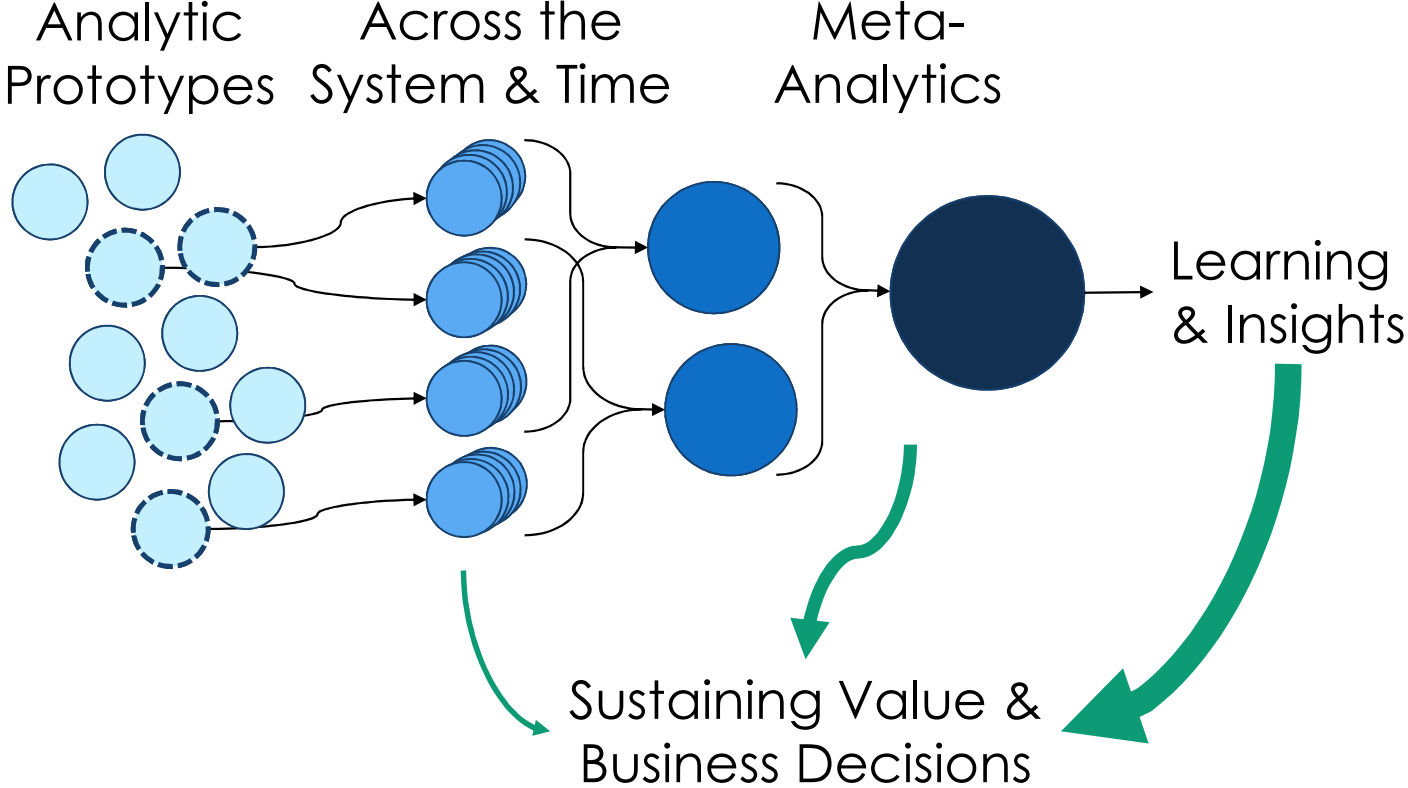 Analytic
Prototypes
Across the
System & Time
Meta-
Analytics
Learning
& Insights
Sustaining Value &
Business Decisions